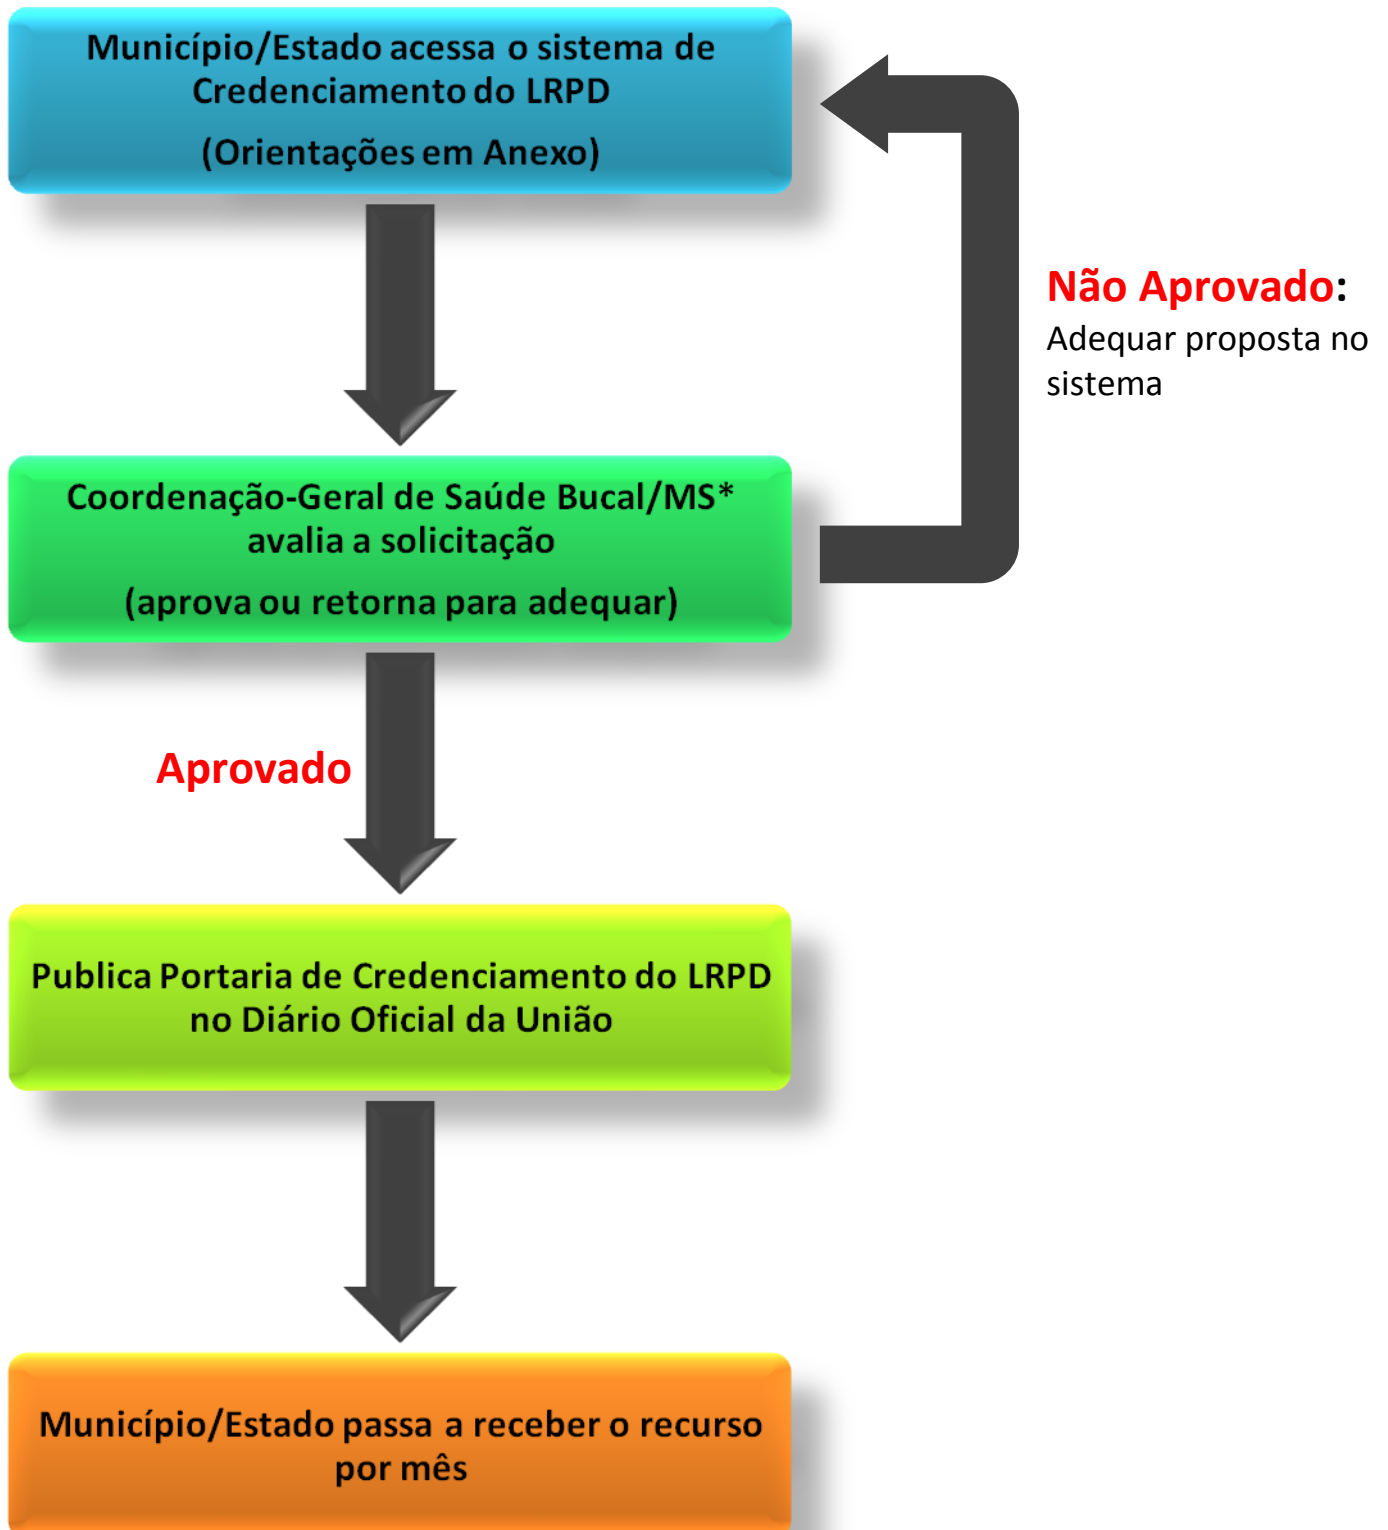 Município/Estado acessa o sistema de
Credenciamento do LRPD
(Orientações em Anexo)
Não Aprovado:
Adequar proposta no
sistema
Coordenação-Geral de Saúde Bucal/MS*
avalia a solicitação
(aprova ou retorna para adequar)
Aprovado
Publica Portaria de Credenciamento do LRPD
no Diário Oficial da União
Município/Estado passa a receber o recurso
por mês